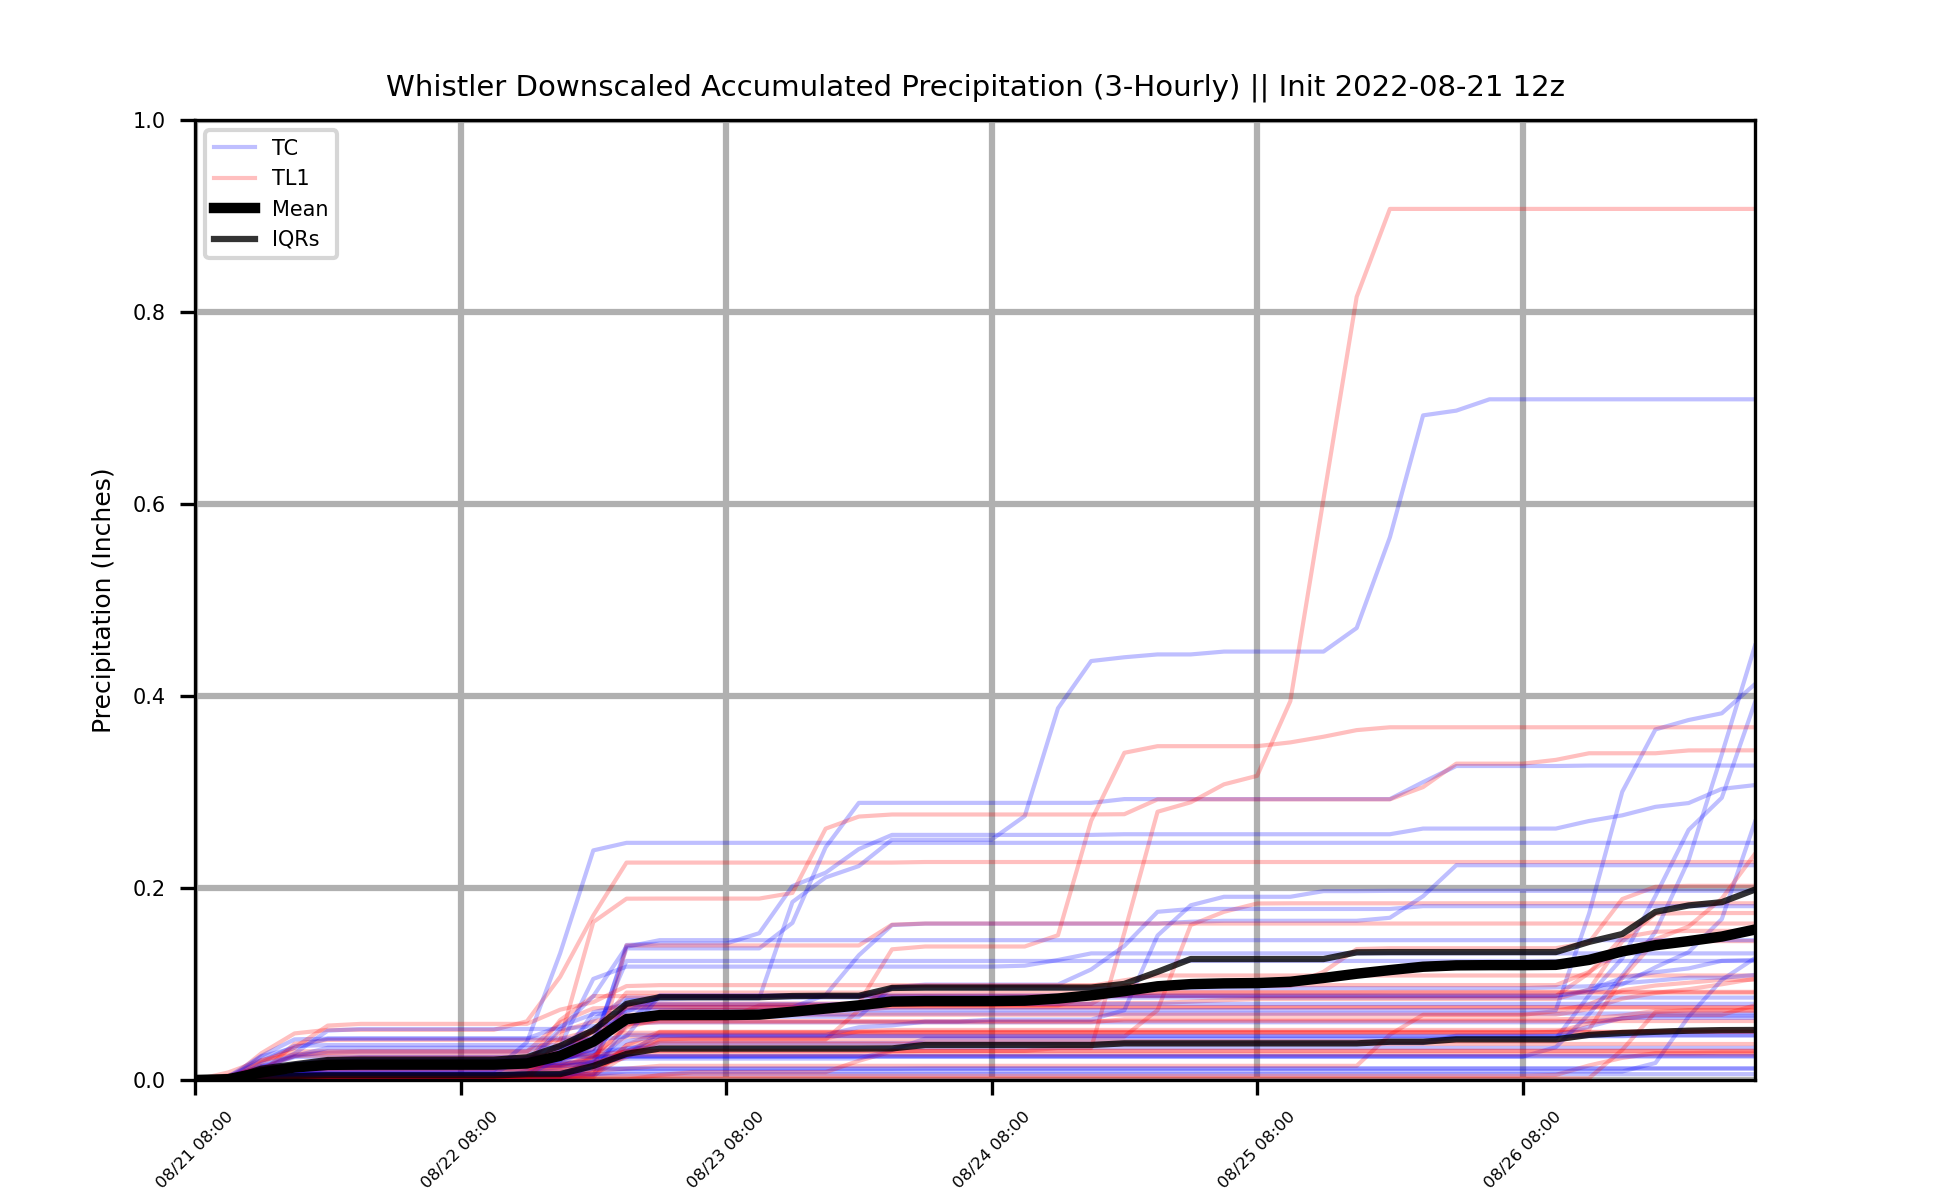 Whistler Downscaled Accumulated Precipitation (3-Hourly) || Init 2022-08-21 12z
TC
TL1
Mean
IQRs
Precipitation (Inches)
1.0
0.8
0.6
0.4
0.2
0.0
08/21 08:00
08/22 08:00
08/23 08:00
08/24 08:00
08/25 08:00
08/26 08:00